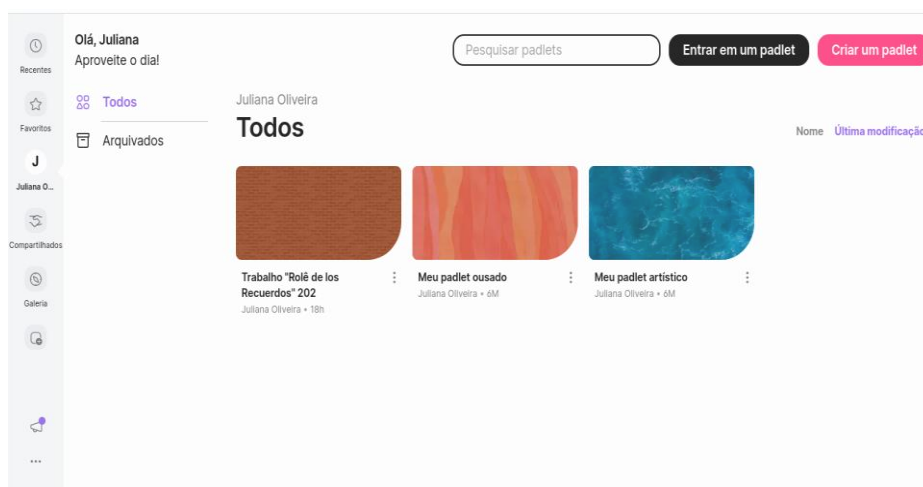 Olá, Juliana
Aproveite o dia!
Pesquisar padlets
Entrar em um padlet
Criar um padlet
Recentes
Favoritos
J
Juliana O...
Compartilhados
Galeria
Todos
Arquivados
Juliana Oliveira
Todos
Nome Última modificação
Trabalho "Rolê de los
Recuerdos" 202
Juliana Oliveira • 18h
Meu padlet ousado
Juliana Oliveira • 6M
Meu padlet artístico
Juliana Oliveira • 6M